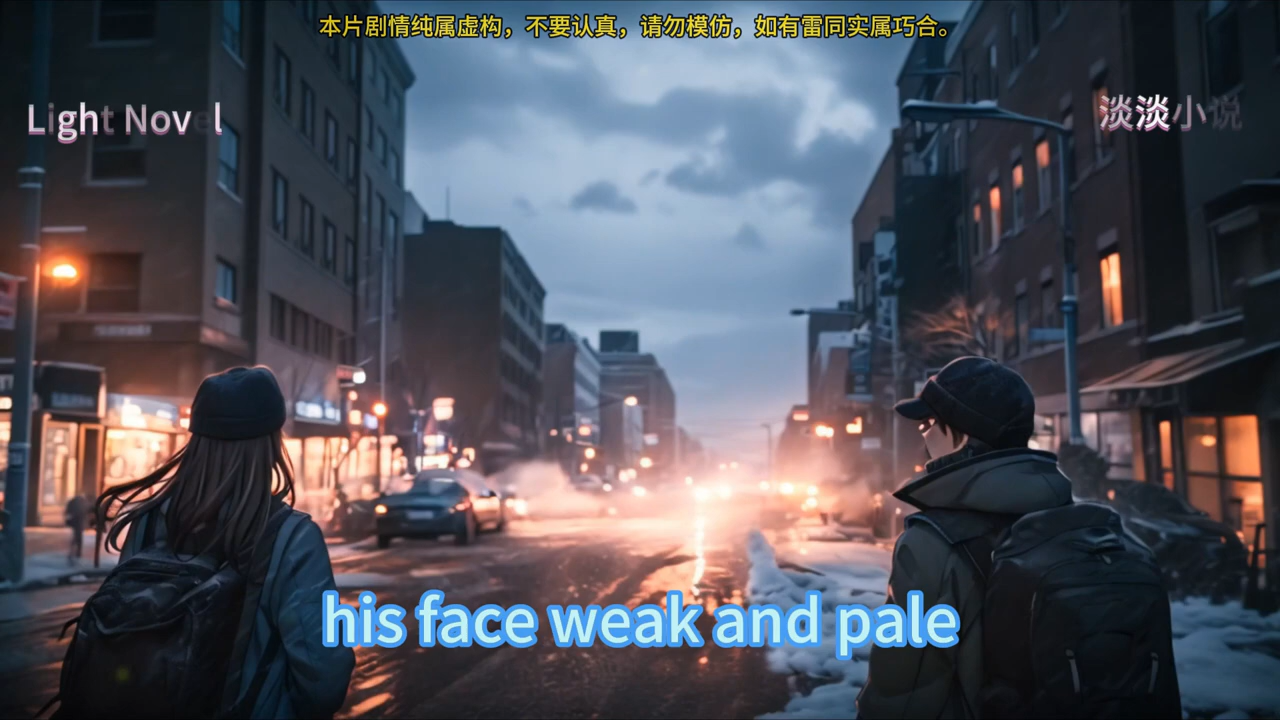 本片剧情纯属虚构，不要认真，请勿模仿，如有雷同实属巧合。
Light Novel
淡淡小说
his face weak and pale